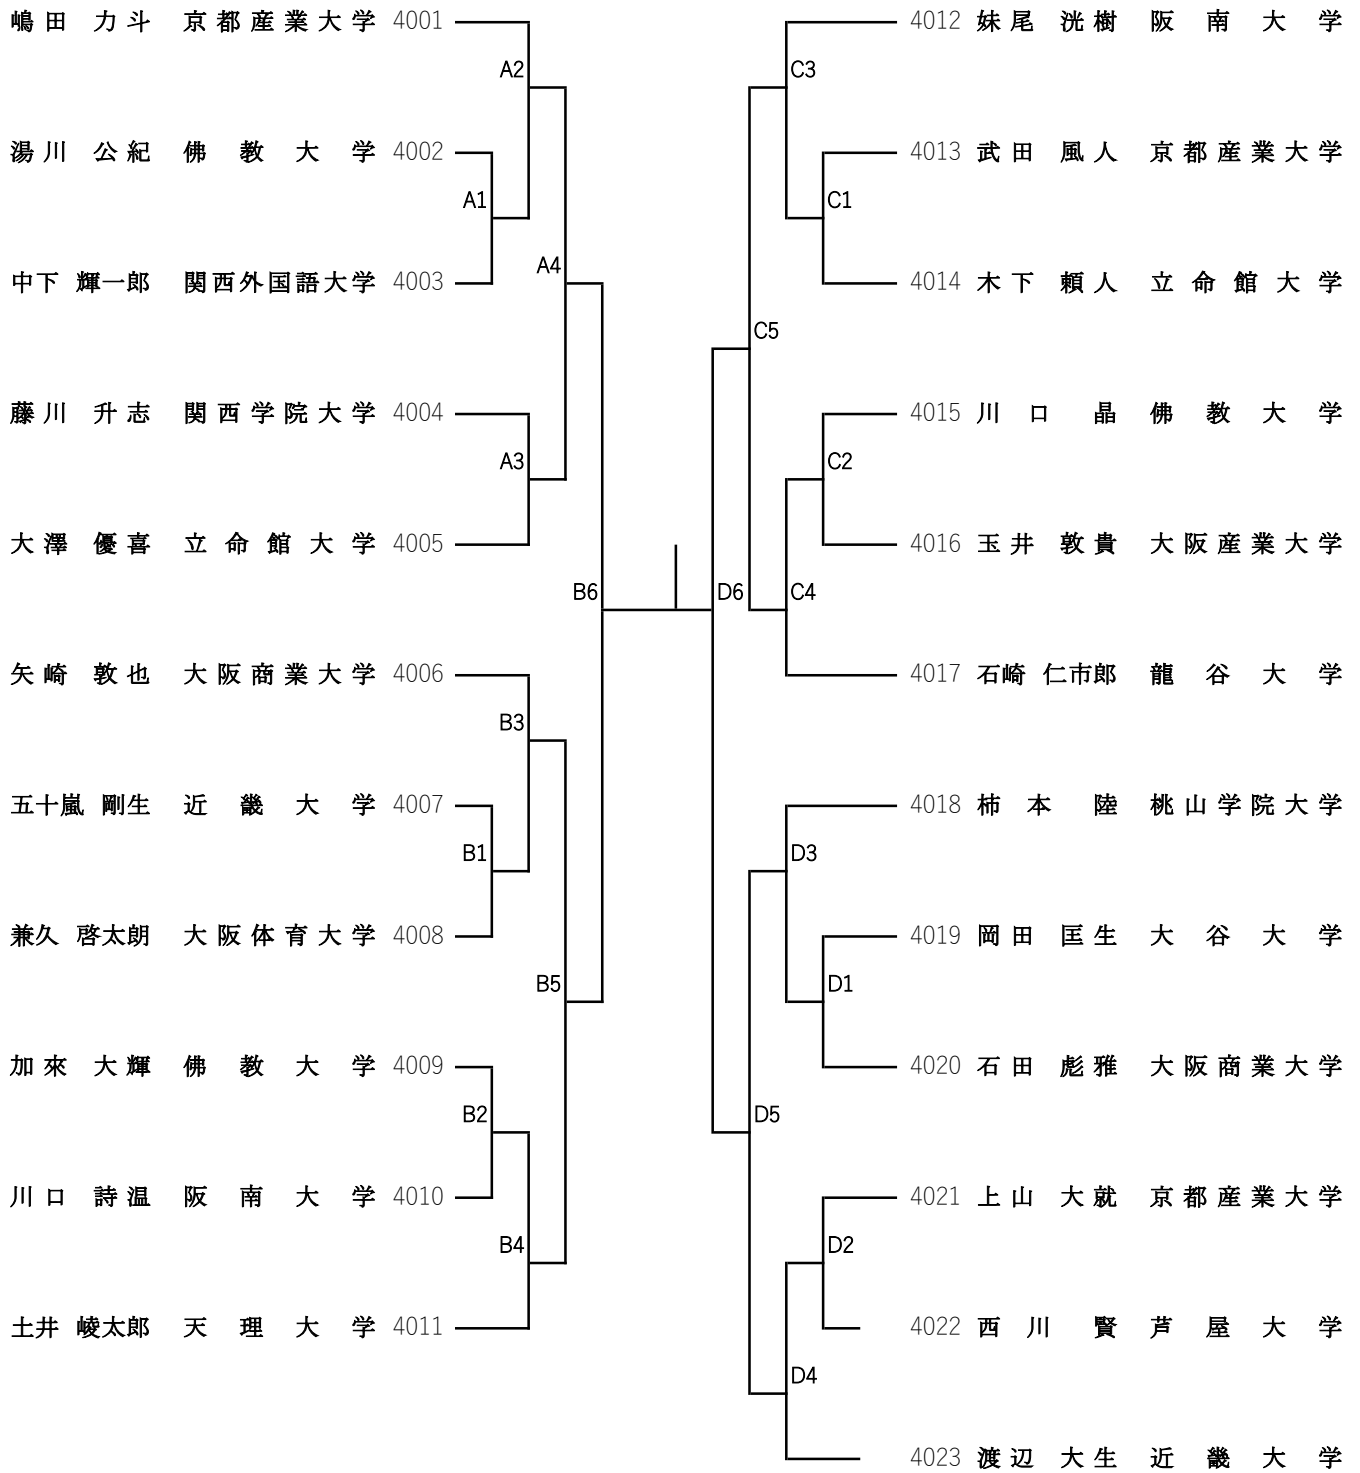 嶋田 力斗 京都産業大学 4001
A2
湯川 公紀 佛教大学 4002
A1
中下 輝一郎 関西外国語大学 4003
A4
藤川 升志 関西学院大学 4004
A3
大澤 優喜 立命館大学 4005
B6
矢崎 敦也 大阪商業大学 4006
B3
五十嵐 剛生 近畿大学 4007
B1
兼久 啓太朗 大阪体育大学 4008
B5
加來 大輝 佛教大学 4009
B2
川口 詩温 阪南大学 4010
B4
土井 崚太郎 天理大学 4011
4012 妹尾 洸樹 阪南大学
C3
4013 武田 風人 京都産業大学
C1
4014 木下 頼人 立命館大学
C5
4015 川口 晶 佛教大学
C2
4016 玉井 敦貴 大阪産業大学
D6 C4
4017 石崎 仁市郎 龍谷大学
4018 柿本 陸 桃山学院大学
D3
4019 岡田 匡生 大谷大学
D1
4020 石田 彪雅 大阪商業大学
D5
4021 上山 大就 京都産業大学
D2
4022 西川 賢 芦屋大学
D4
4023 渡辺 大生 近畿大学